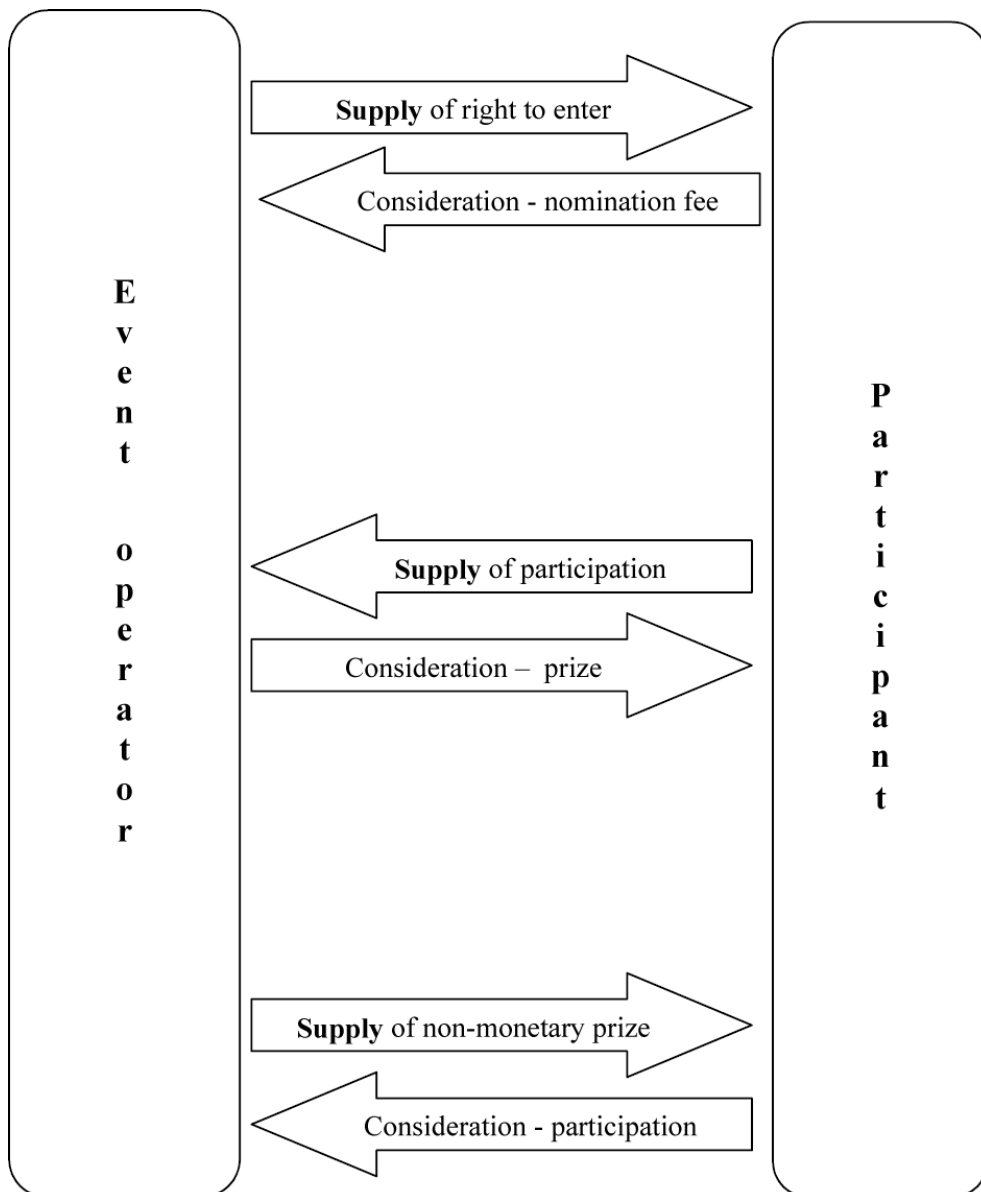 Supply of right to enter
Consideration - nomination fee
Event operator
Participant
Supply of participation
Consideration – prize
Supply of non-monetary prize
Consideration - participation